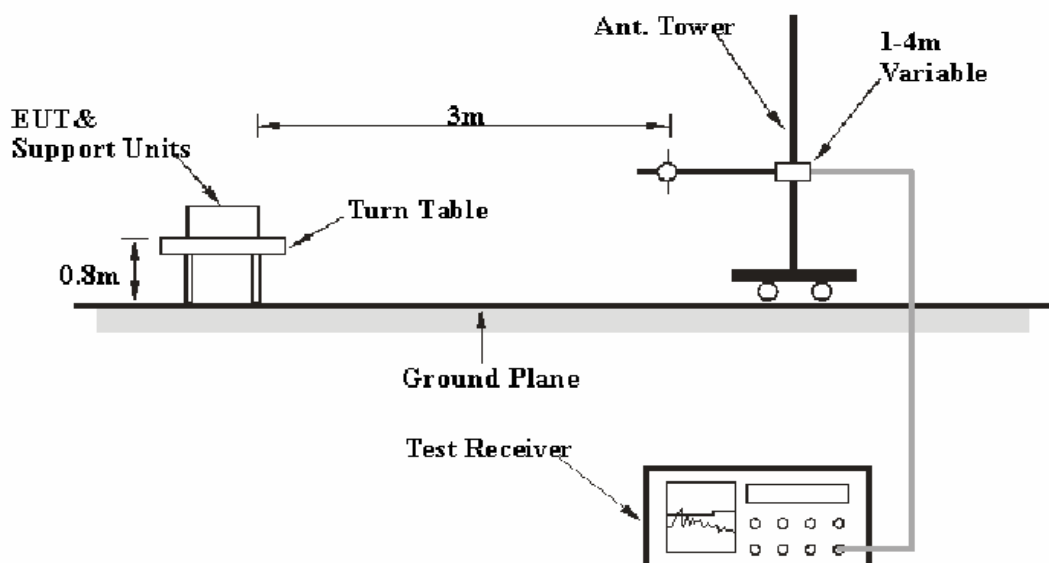 Ant. Tower
1-4m
Variable
EUT&
Support Units
3m
Turn Table
0.8m
Ground Plane
Test Receiver